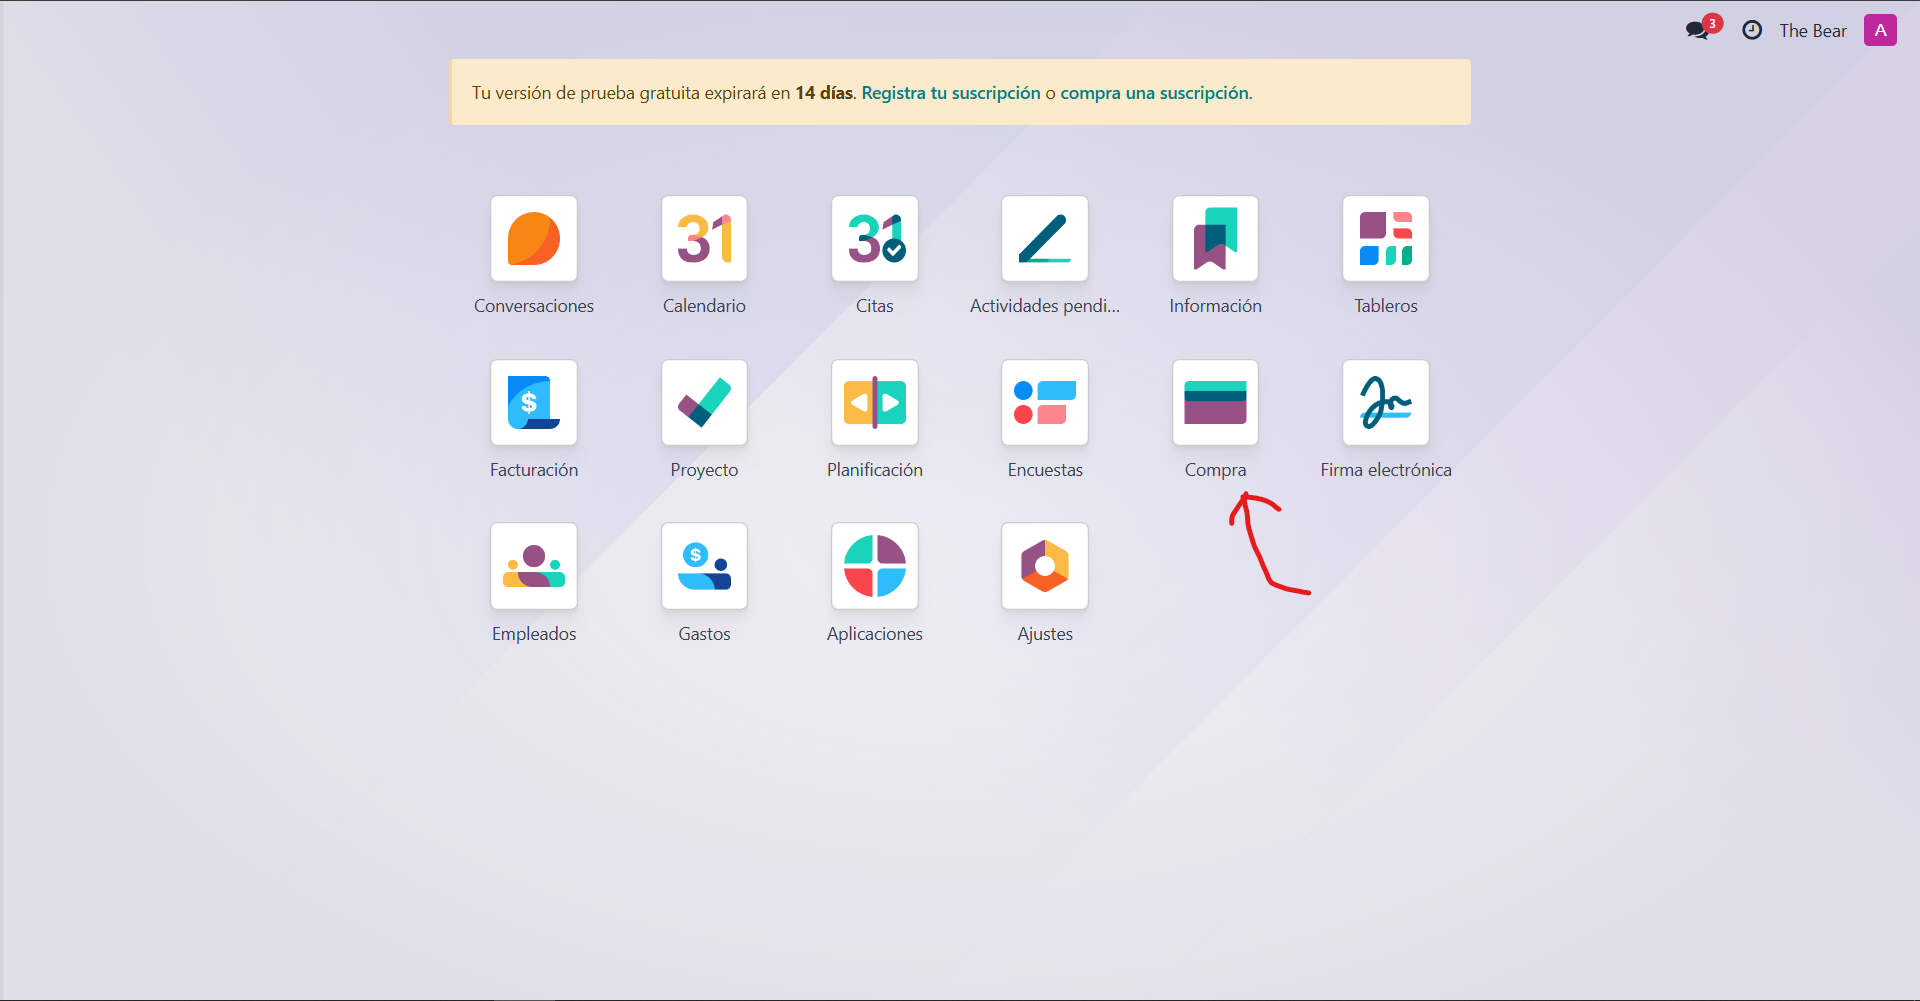 3
The Bear
A
Tu versión de prueba gratuita expirará en 14 días. Registra tu suscripción o compra una suscripción.
31
31
Conversaciones
Calendario
Citas
Actividades pendi...
Información
Tableros
$
Facturación
Proyecto
Planificación
Encuestas
Compra
Firma electrónica
$
Empleados
Gastos
Aplicaciones
Ajustes